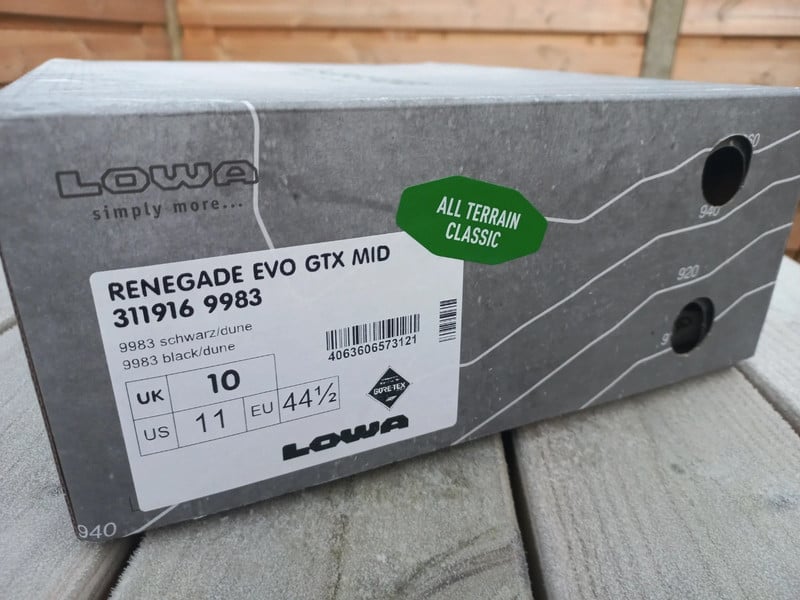 LOWA
simply more...
ALL TERRAIN
CLASSIC
RENEGADE EVO GTX MID
311916 9983
9983 schwarz/dune
9983 black/dune
4063606573121
UK 10
US 11 EU 44½
GORE-TEX
LOWA
940
920
940